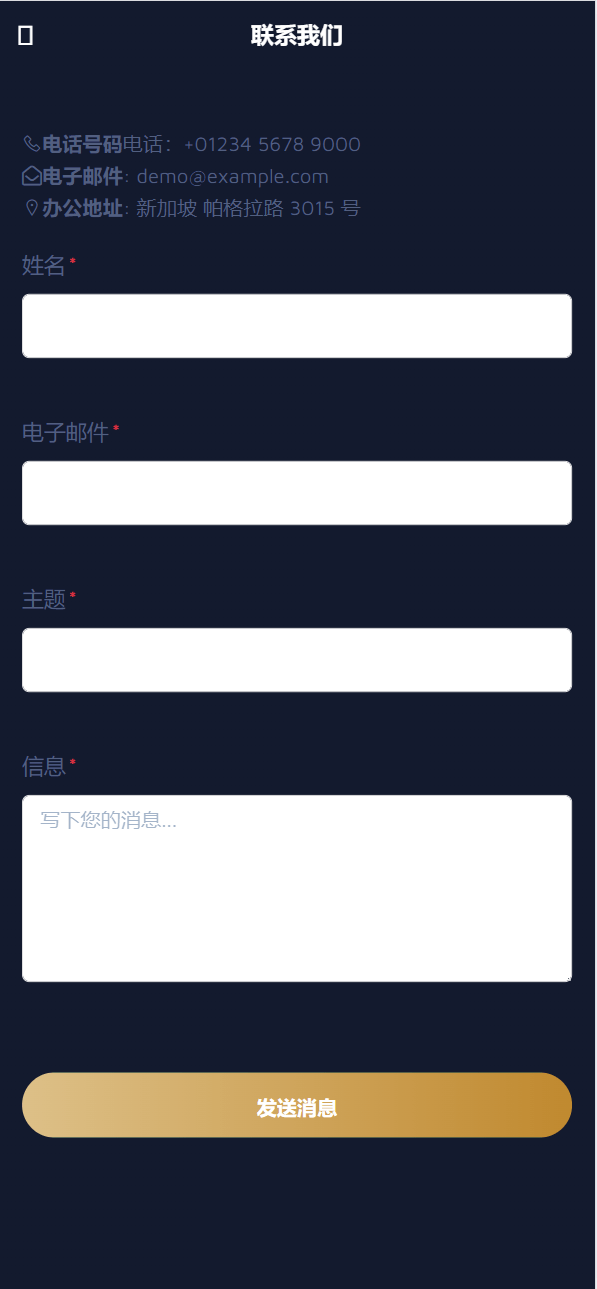 联系我们
电话号码电话：+01234 5678 9000
电子邮件: demo@example.com
办公地址: 新加坡 帕格拉路 3015 号
姓名 *
电子邮件 *
主题 *
信息 *
写下您的消息...
发送消息